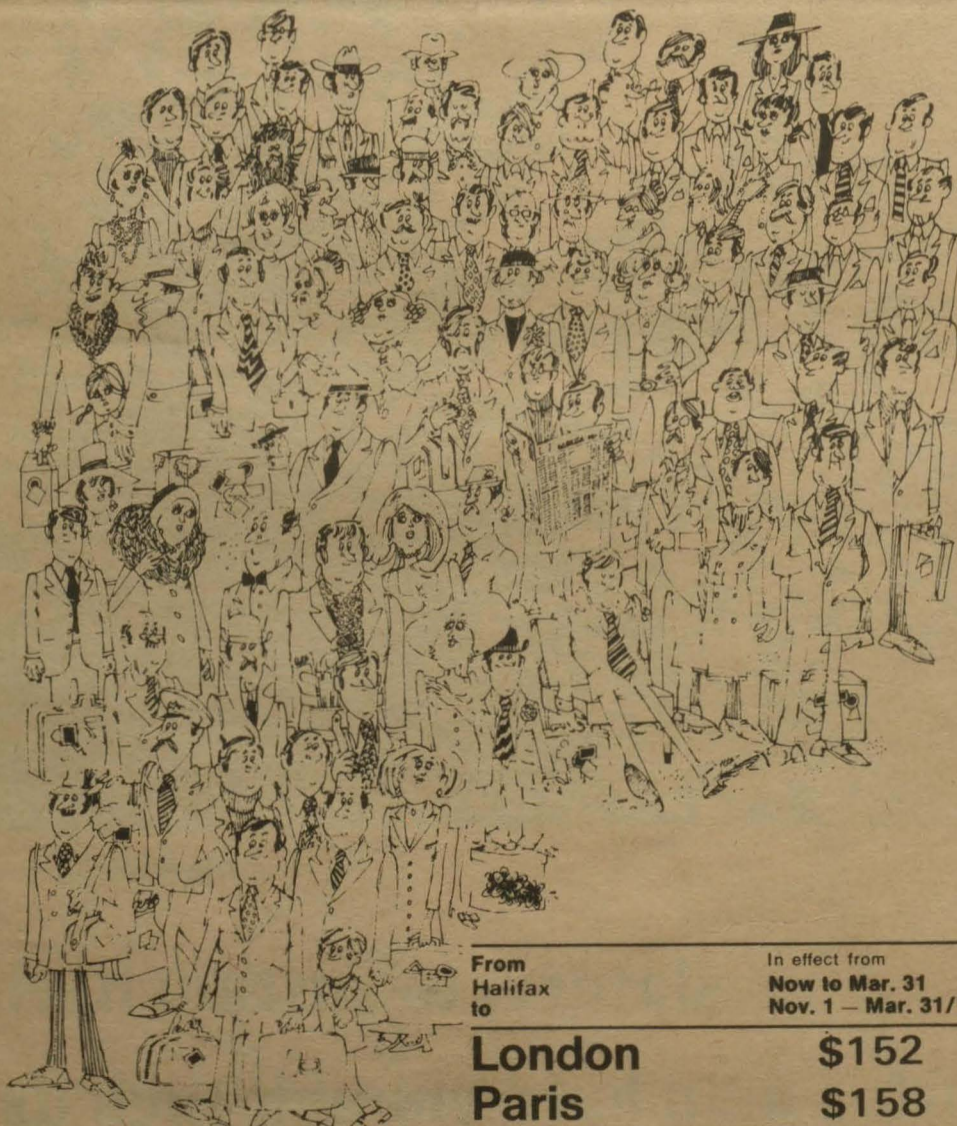 From
Halifax
to
In effect from
Now to Mar. 31
Nov. 1 — Mar. 31/
London $152
Paris $158